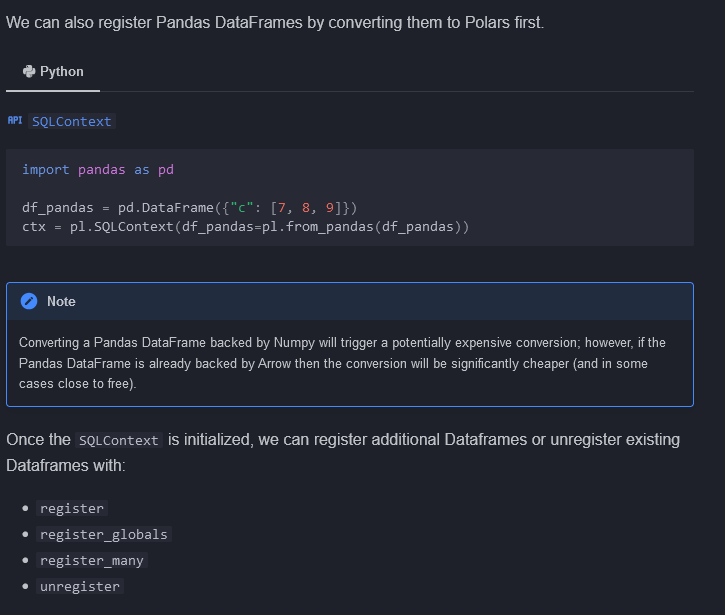 We can also register Pandas DataFrames by converting them to Polars first.
Python
API SQLContext
import pandas as pd
df_pandas = pd.DataFrame({"c": [7, 8, 9]})
ctx = pl.SQLContext(df_pandas=pl.from_pandas(df_pandas))
Note
Converting a Pandas DataFrame backed by Numpy will trigger a potentially expensive conversion; however, if the
Pandas DataFrame is already backed by Arrow then the conversion will be significantly cheaper (and in some
cases close to free).
Once the SQLContext is initialized, we can register additional Dataframes or unregister existing
Dataframes with:
• register
• register_globals
• register_many
• unregister